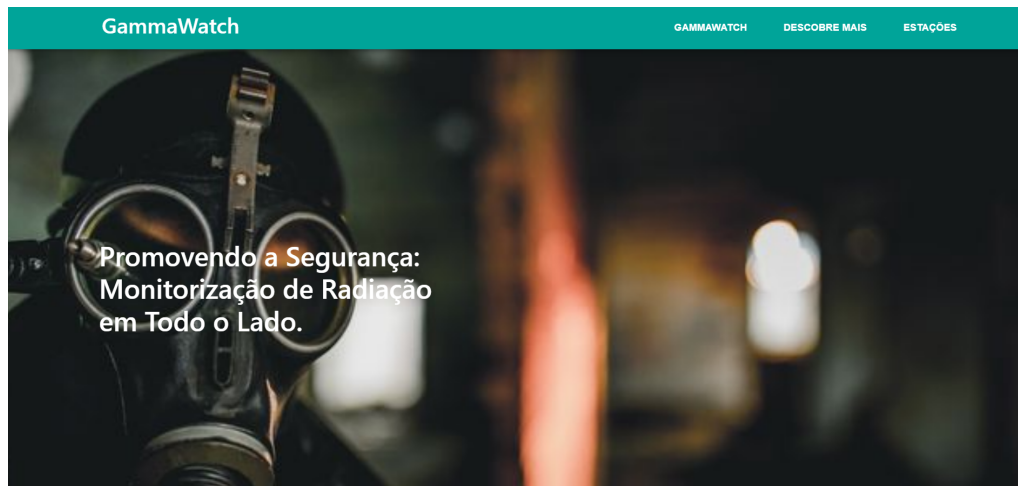 GammaWatch
GAMMAWATCH DESCOBRE MAIS ESTAÇÕES
Promovendo a Segurança:
Monitorização de Radiação
em Todo o Lado.